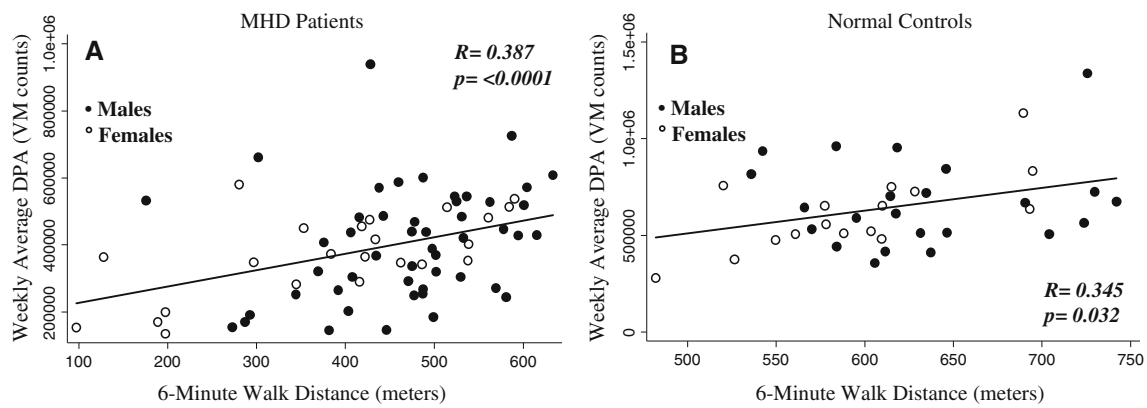 MHD Patients
A
R= 0.387
p= <0.0001
Males
Females
Weekly Average DPA (VM counts)
1.0e+06
800000
600000
400000
200000
100 200 300 400 500 600
6-Minute Walk Distance (meters)
Normal Controls
B
Males
Females
R= 0.345
p= 0.032
Weekly Average DPA (VM counts)
1.5e+06
1.0e+06
500000
0
500 550 600 650 700 750
6-Minute Walk Distance (meters)